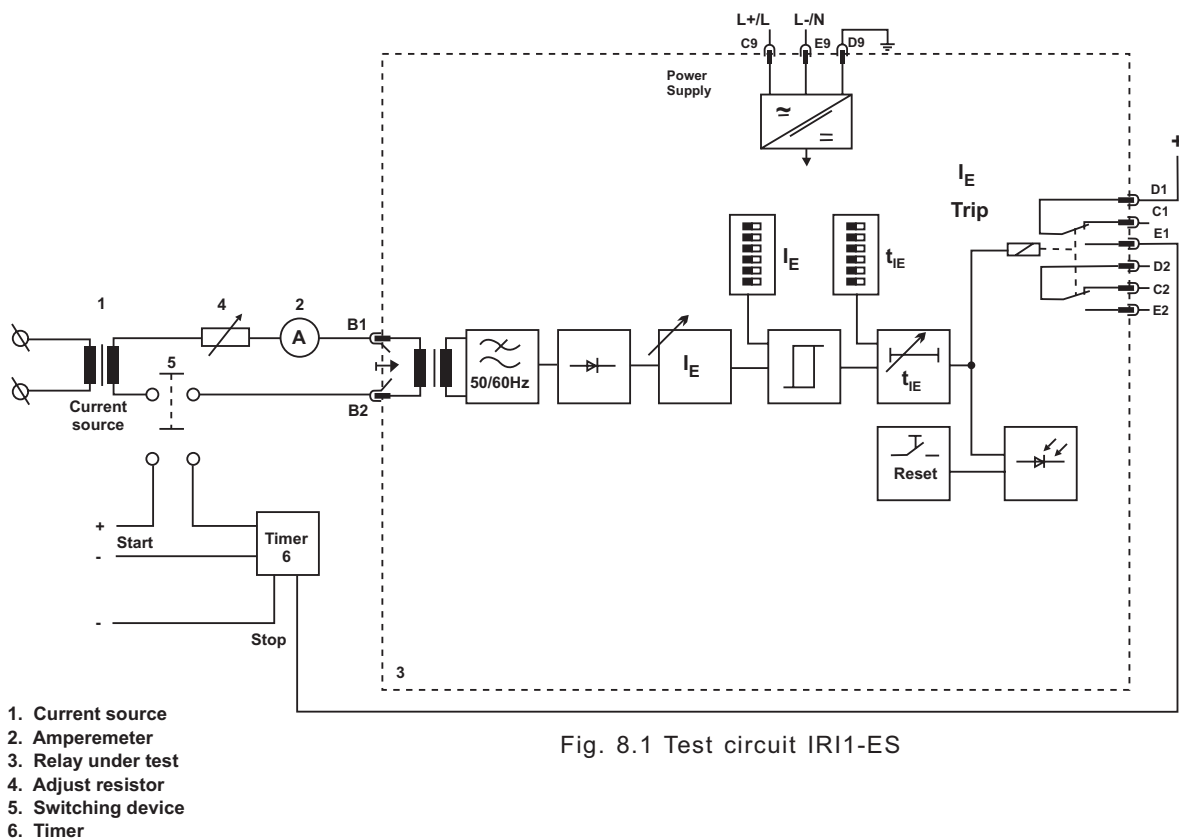 L+/L L-/N
C9 E9 D9
Power
Supply
+
I_E
Trip
D1
C1
E1
D2
C2
E2
I_E
t_IE
1
4
2
A
B1
5
B2
Current
source
50/60Hz
I_E
t_IE
Reset
+
Start
-
Timer
6
-
Stop
3
1. Current source
2. Amperemeter
3. Relay under test
4. Adjust resistor
5. Switching device
6. Timer
Fig. 8.1 Test circuit IRI1-ES